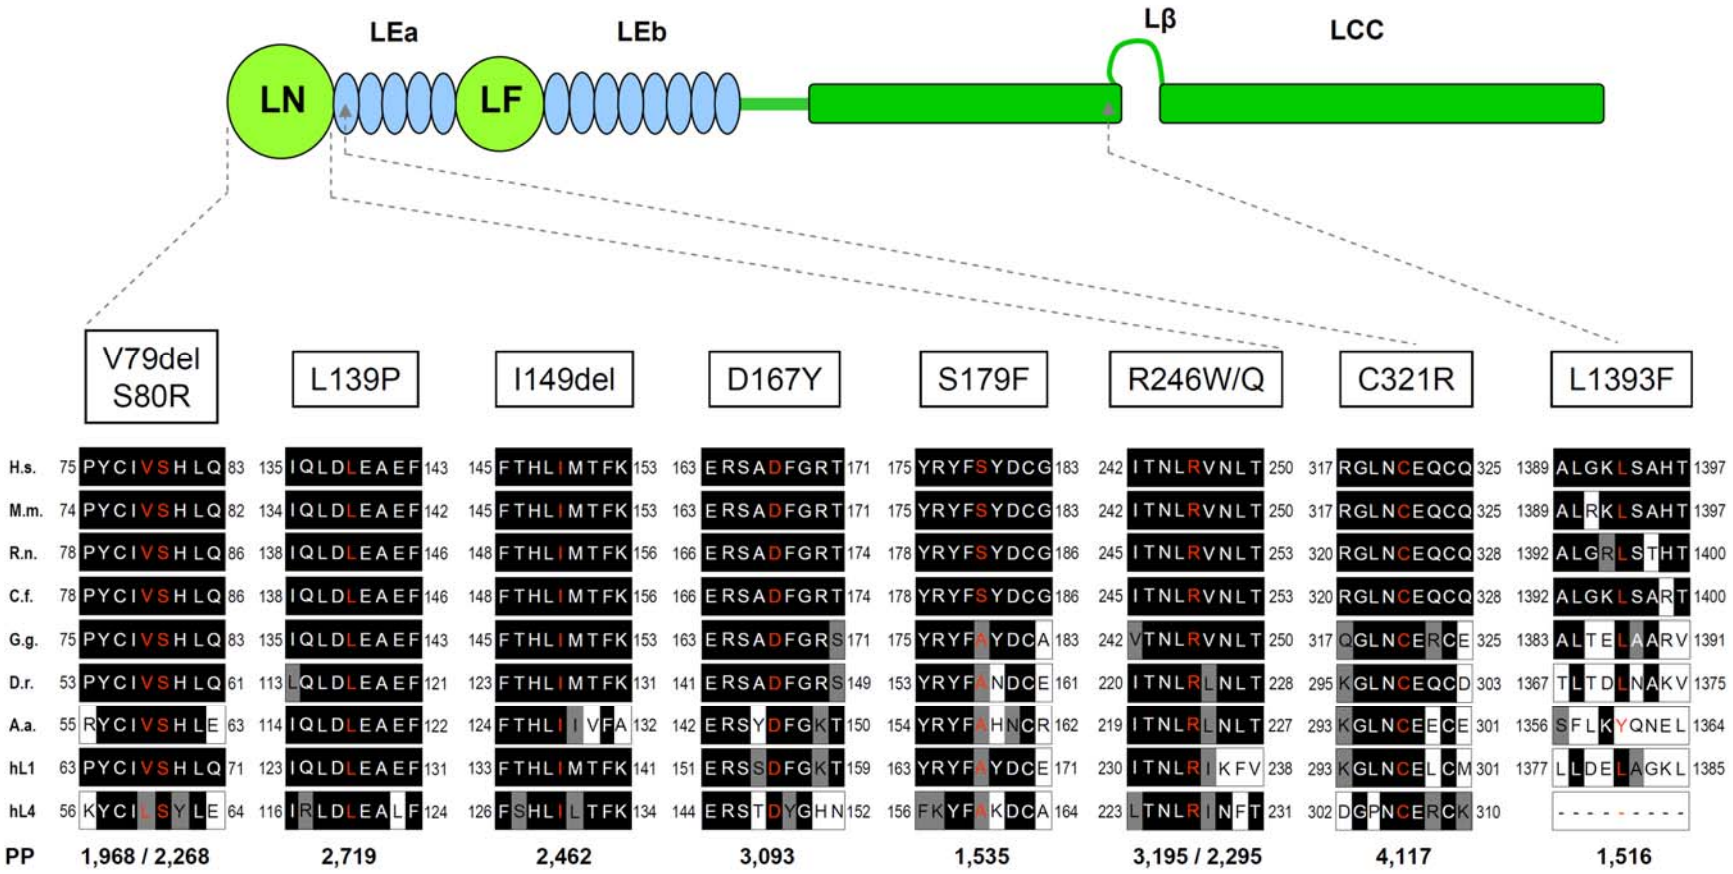 LEa LEb Lβ LCC
LN LF
V79del S80R L139P I149del D167Y S179F R246W/Q C321R L1393F
H.s. 75 PYCIVSHLQ 83 135 IQLDLEAEF 143 145 FTHLIMTFK 153 163 ERSADFGRT 171 175 YRYFSYDCG 183 242 ITNLRVNLT 250 317 RGLNCEQCQ 325 1389 ALGKLSAHT 1397
M.m. 74 PYCIVSHLQ 82 134 IQLDLEAEF 142 145 FTHLIMTFK 153 163 ERSADFGRT 171 175 YRYFSYDCG 183 242 ITNLRVNLT 250 317 RGLNCEQCQ 325 1389 ALRKLSAHT 1397
R.n. 78 PYCIVSHLQ 86 138 IQLDLEAEF 146 148 FTHLIMTFK 156 166 ERSADFGRT 174 178 YRYFSYDCG 186 245 ITNLRVNLT 253 320 RGLNCEQCQ 328 1392 ALGRLSTHT 1400
C.f. 78 PYCIVSHLQ 86 138 IQLDLEAEF 146 148 FTHLIMTFK 156 166 ERSADFGRT 174 178 YRYFSYDCG 186 245 ITNLRVNLT 253 320 RGLNCEQCQ 328 1392 ALGKLSART 1400
G.g. 75 PYCIVSHLQ 83 135 IQLDLEAEF 143 145 FTHLIMTFK 153 163 ERSADFGRS 171 175 YRYFAYDCA 183 242 VTNLRVNLT 250 317 QGLNCERCE 325 1383 ALTELAARV 1391
D.r. 53 PYCIVSHLQ 61 113 LQLDLEAEF 121 123 FTHLIMTFK 131 141 ERSADFGRS 149 153 YRYFANDCE 161 220 ITNLRLNLT 228 295 KGLNCEQCD 303 1367 TLTDLNAKV 1375
A.a. 55 RYCIVSHLE 63 114 IQLDLEAEF 122 124 FTHLIIVFA 132 142 ERSYDFGKT 150 154 YRYFAHNCR 162 219 ITNLRLNLT 227 293 KGLNCEECE 301 1356 SFLKYQNEL 1364
hL1 63 PYCIVSHLQ 71 123 IQLDLEAEF 131 133 FTHLIMTFK 141 151 ERSSDFGKT 159 163 YRYFAYDCE 171 230 ITNLRIKFV 238 293 KGLNCELCM 301 1377 LLDELAGKL 1385
hL4 56 KYCILSYLE 64 116 IRLDLEALF 124 126 FSHLILTFK 134 144 ERSTDYGHN 152 156 FKYFAKDCA 164 223 LTNLRINFT 231 302 DGPNCERCK 310 ---------
PP 1,968 / 2,268 2,719 2,462 3,093 1,535 3,195 / 2,295 4,117 1,516